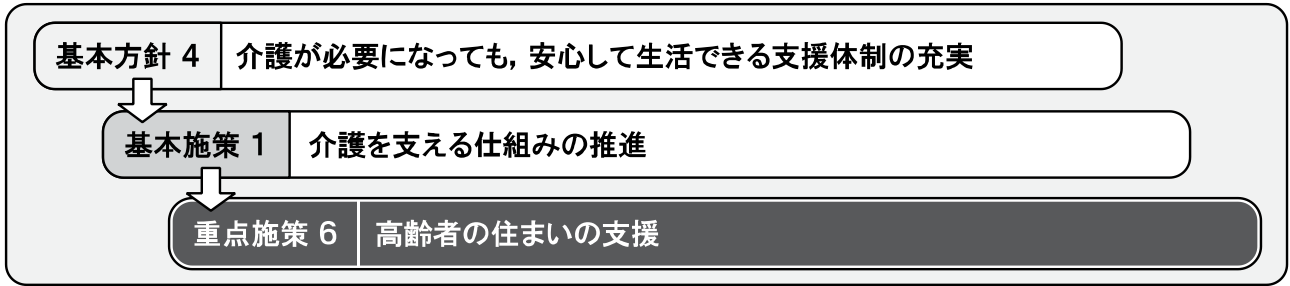 基本方針 4 介護が必要になっても，安心して生活できる支援体制の充実
基本施策 1 介護を支える仕組みの推進
重点施策 6 高齢者の住まいの支援